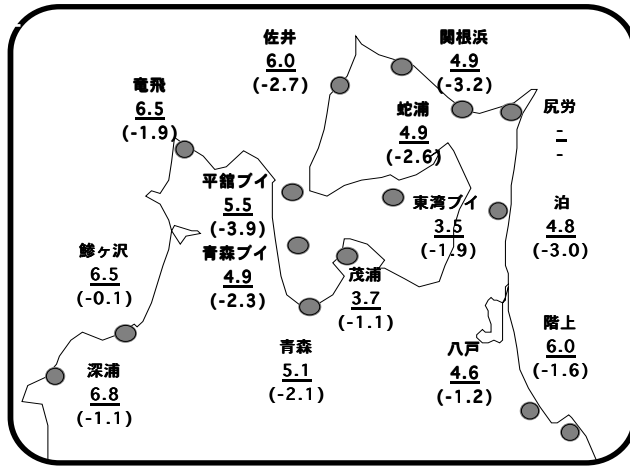 佐井
6.0
(-2.7)
関根浜
4.9
(-3.2)
竜飛
6.5
(-1.9)
蛇浦
4.9
(-2.6)
尻労
-
-
平舘ブイ
5.5
(-3.9)
東湾ブイ
3.5
(-1.9)
泊
4.8
(-3.0)
鰺ヶ沢
6.5
(-0.1)
青森ブイ
4.9
(-2.3)
茂浦
3.7
(-1.1)
深浦
6.8
(-1.1)
青森
5.1
(-2.1)
八戸
4.6
(-1.2)
階上
6.0
(-1.6)